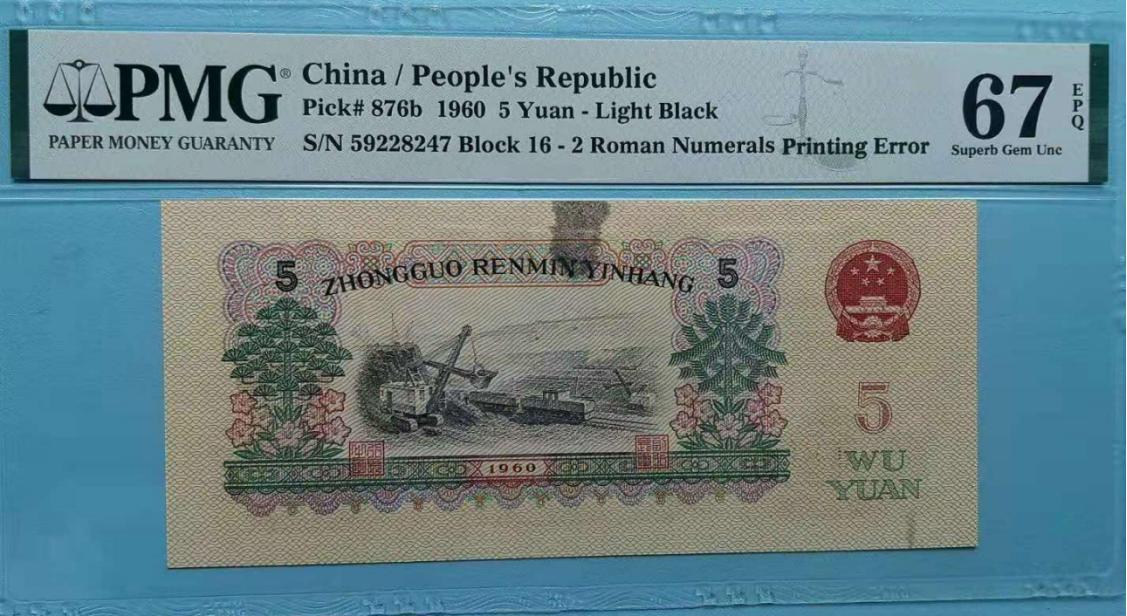 PMG®
PAPER MONEY GUARANTY
China / People's Republic
Pick# 876b 1960 5 Yuan - Light Black
S/N 59228247 Block 16 - 2 Roman Numerals Printing Error
67
EPQ
Superb Gem Unc
5 ZHONGGUO RENMIN YINHANG 5
5
1960
WU
YUAN